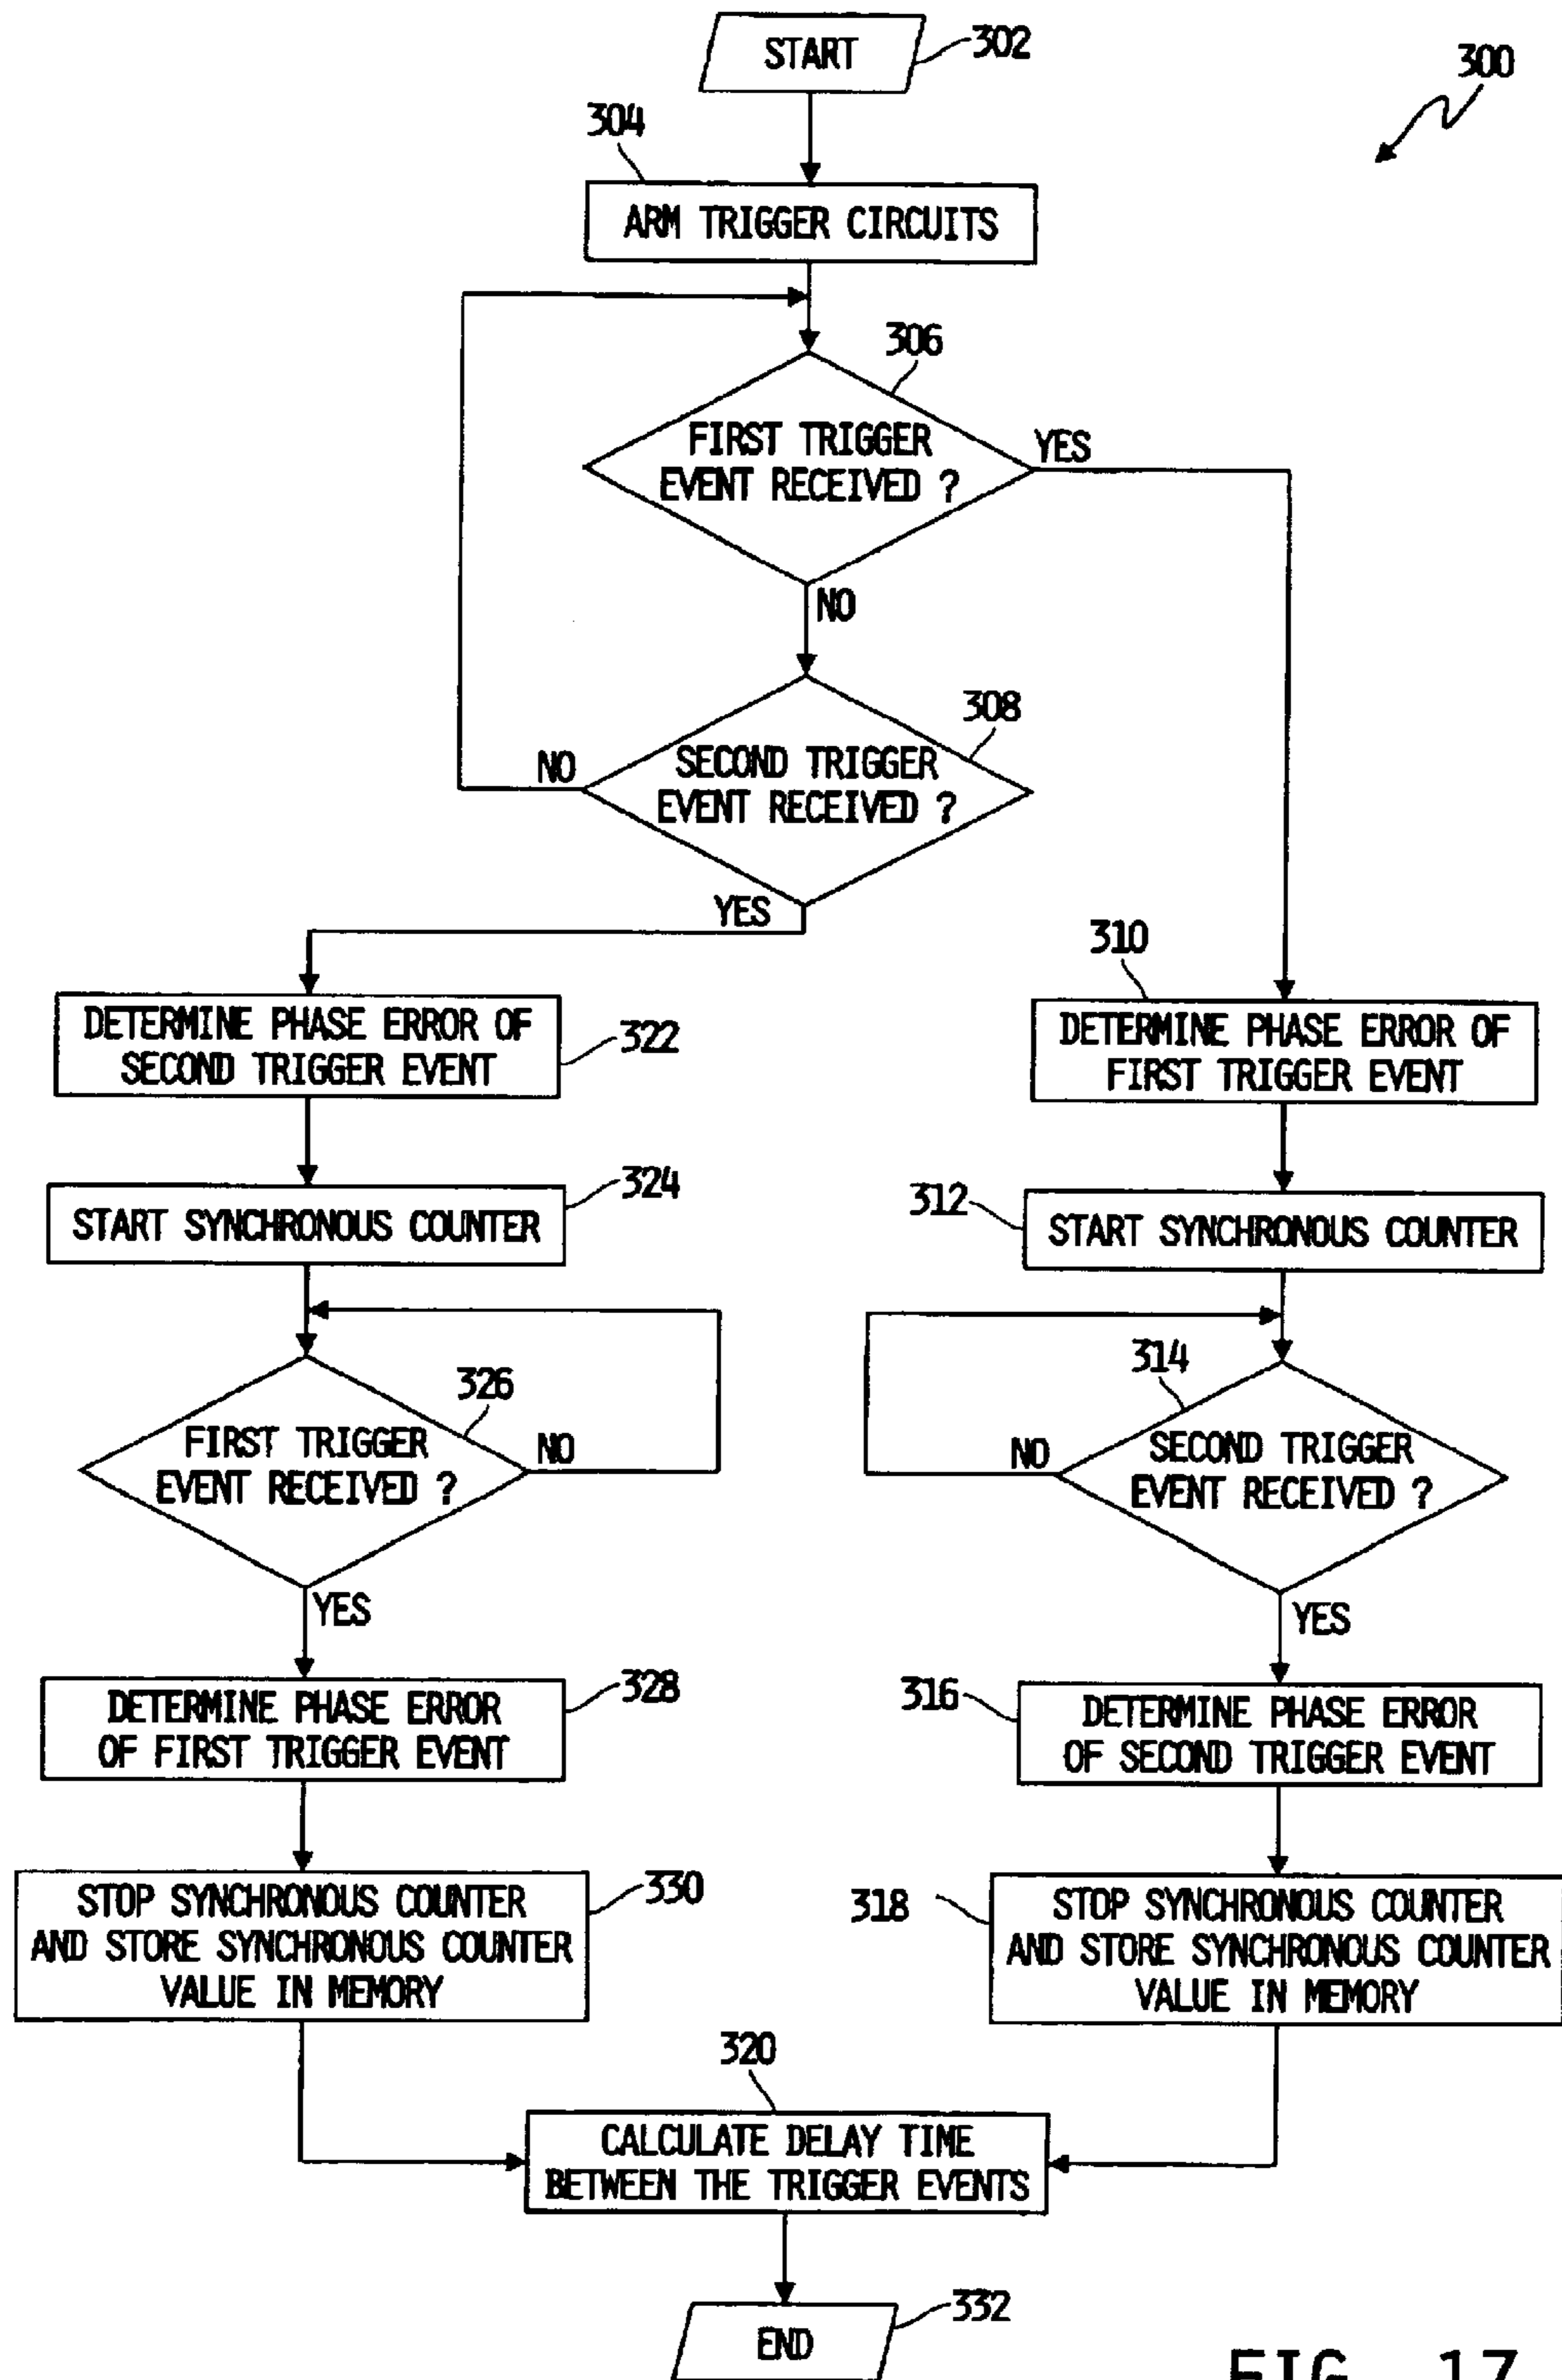 START
302
300
304
ARM TRIGGER CIRCUITS
306
FIRST TRIGGER
EVENT RECEIVED ?
YES
NO
308
SECOND TRIGGER
EVENT RECEIVED ?
NO
YES
310
DETERMINE PHASE ERROR OF
SECOND TRIGGER EVENT
322
DETERMINE PHASE ERROR OF
FIRST TRIGGER EVENT
324
START SYNCHRONOUS COUNTER
312
START SYNCHRONOUS COUNTER
326
FIRST TRIGGER
EVENT RECEIVED ?
NO
YES
314
SECOND TRIGGER
EVENT RECEIVED ?
NO
YES
328
DETERMINE PHASE ERROR
OF FIRST TRIGGER EVENT
316
DETERMINE PHASE ERROR
OF SECOND TRIGGER EVENT
330
STOP SYNCHRONOUS COUNTER
AND STORE SYNCHRONOUS COUNTER
VALUE IN MEMORY
318
STOP SYNCHRONOUS COUNTER
AND STORE SYNCHRONOUS COUNTER
VALUE IN MEMORY
320
CALCULATE DELAY TIME
BETWEEN THE TRIGGER EVENTS
332
END
FIG. 17